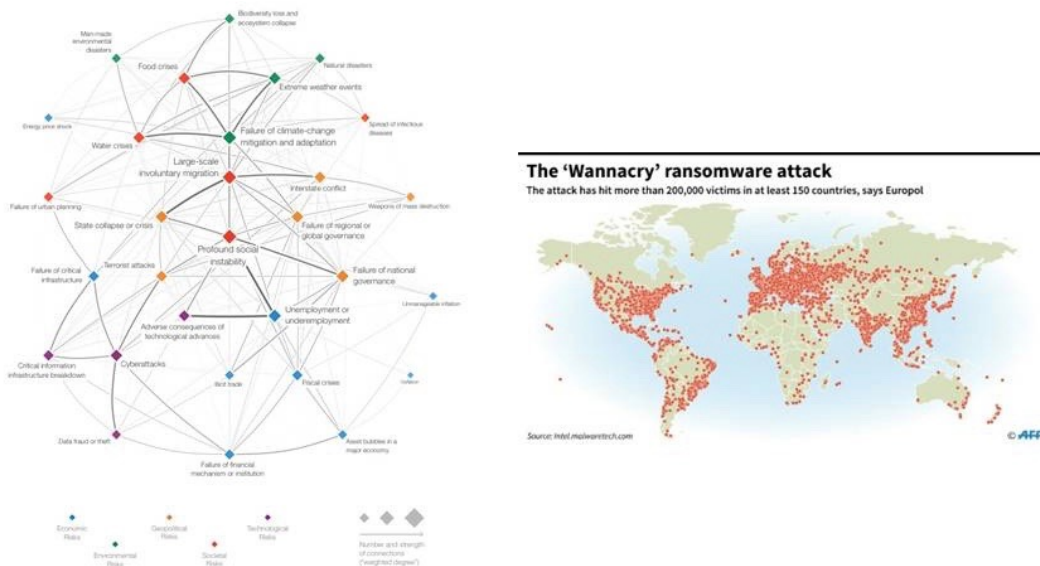 Biodiversity loss and
ecosystem collapse
Man-made
environmental
disasters
Food crises
Natural disasters
Extreme weather events
Energy price shock
Spread of infectious
diseases
Water crises
Failure of climate-change
mitigation and adaptation
Large-scale
involuntary migration
Interstate conflict
Failure of urban planning
Weapons of mass destruction
State collapse or crisis
Failure of regional or
global governance
Profound social
instability
Terrorist attacks
Failure of critical
infrastructure
Failure of national
governance
Unmanageable inflation
Unemployment or
underemployment
Adverse consequences of
technological advances
Critical information
infrastructure breakdown
Cyberattacks
Illicit trade
Fiscal crises
Deflation
Data fraud or theft
Asset bubbles in a
major economy
Failure of financial
mechanism or institution
Economic
Risks
Geopolitical
Risks
Technological
Risks
Environmental
Risks
Societal
Risks
Number and strength
of connections
("weighted degree")
The 'Wannacry' ransomware attack
The attack has hit more than 200,000 victims in at least 150 countries, says Europol
Source: Intel.malwaretech.com
© AFP